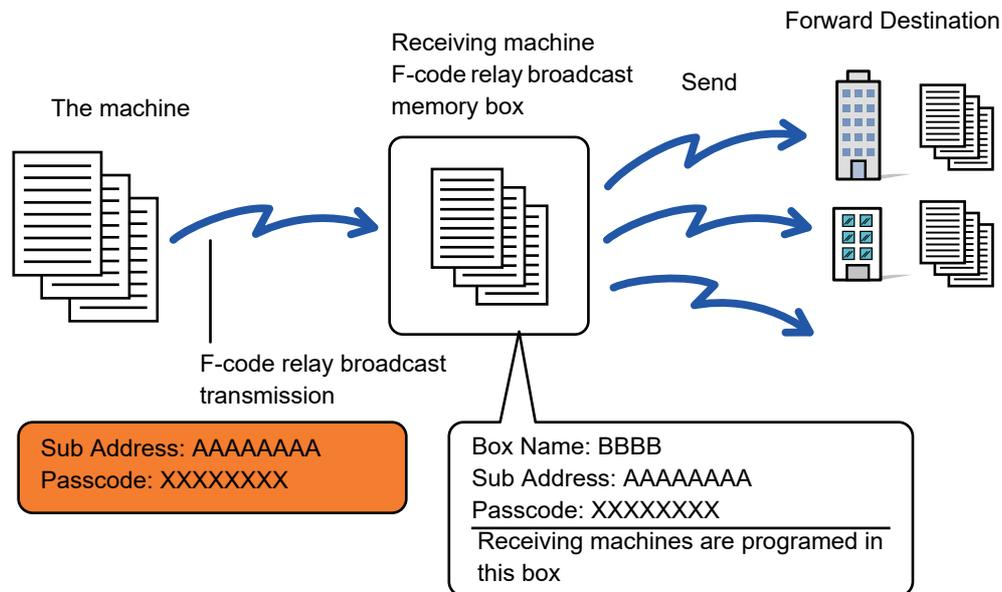 Forward Destination
Receiving machine
F-code relay broadcast
memory box
Send
The machine
F-code relay broadcast
transmission
Sub Address: AAAAAAAA
Passcode: XXXXXXXX
Box Name: BBBB
Sub Address: AAAAAAAA
Passcode: XXXXXXXX
Receiving machines are programed in
this box